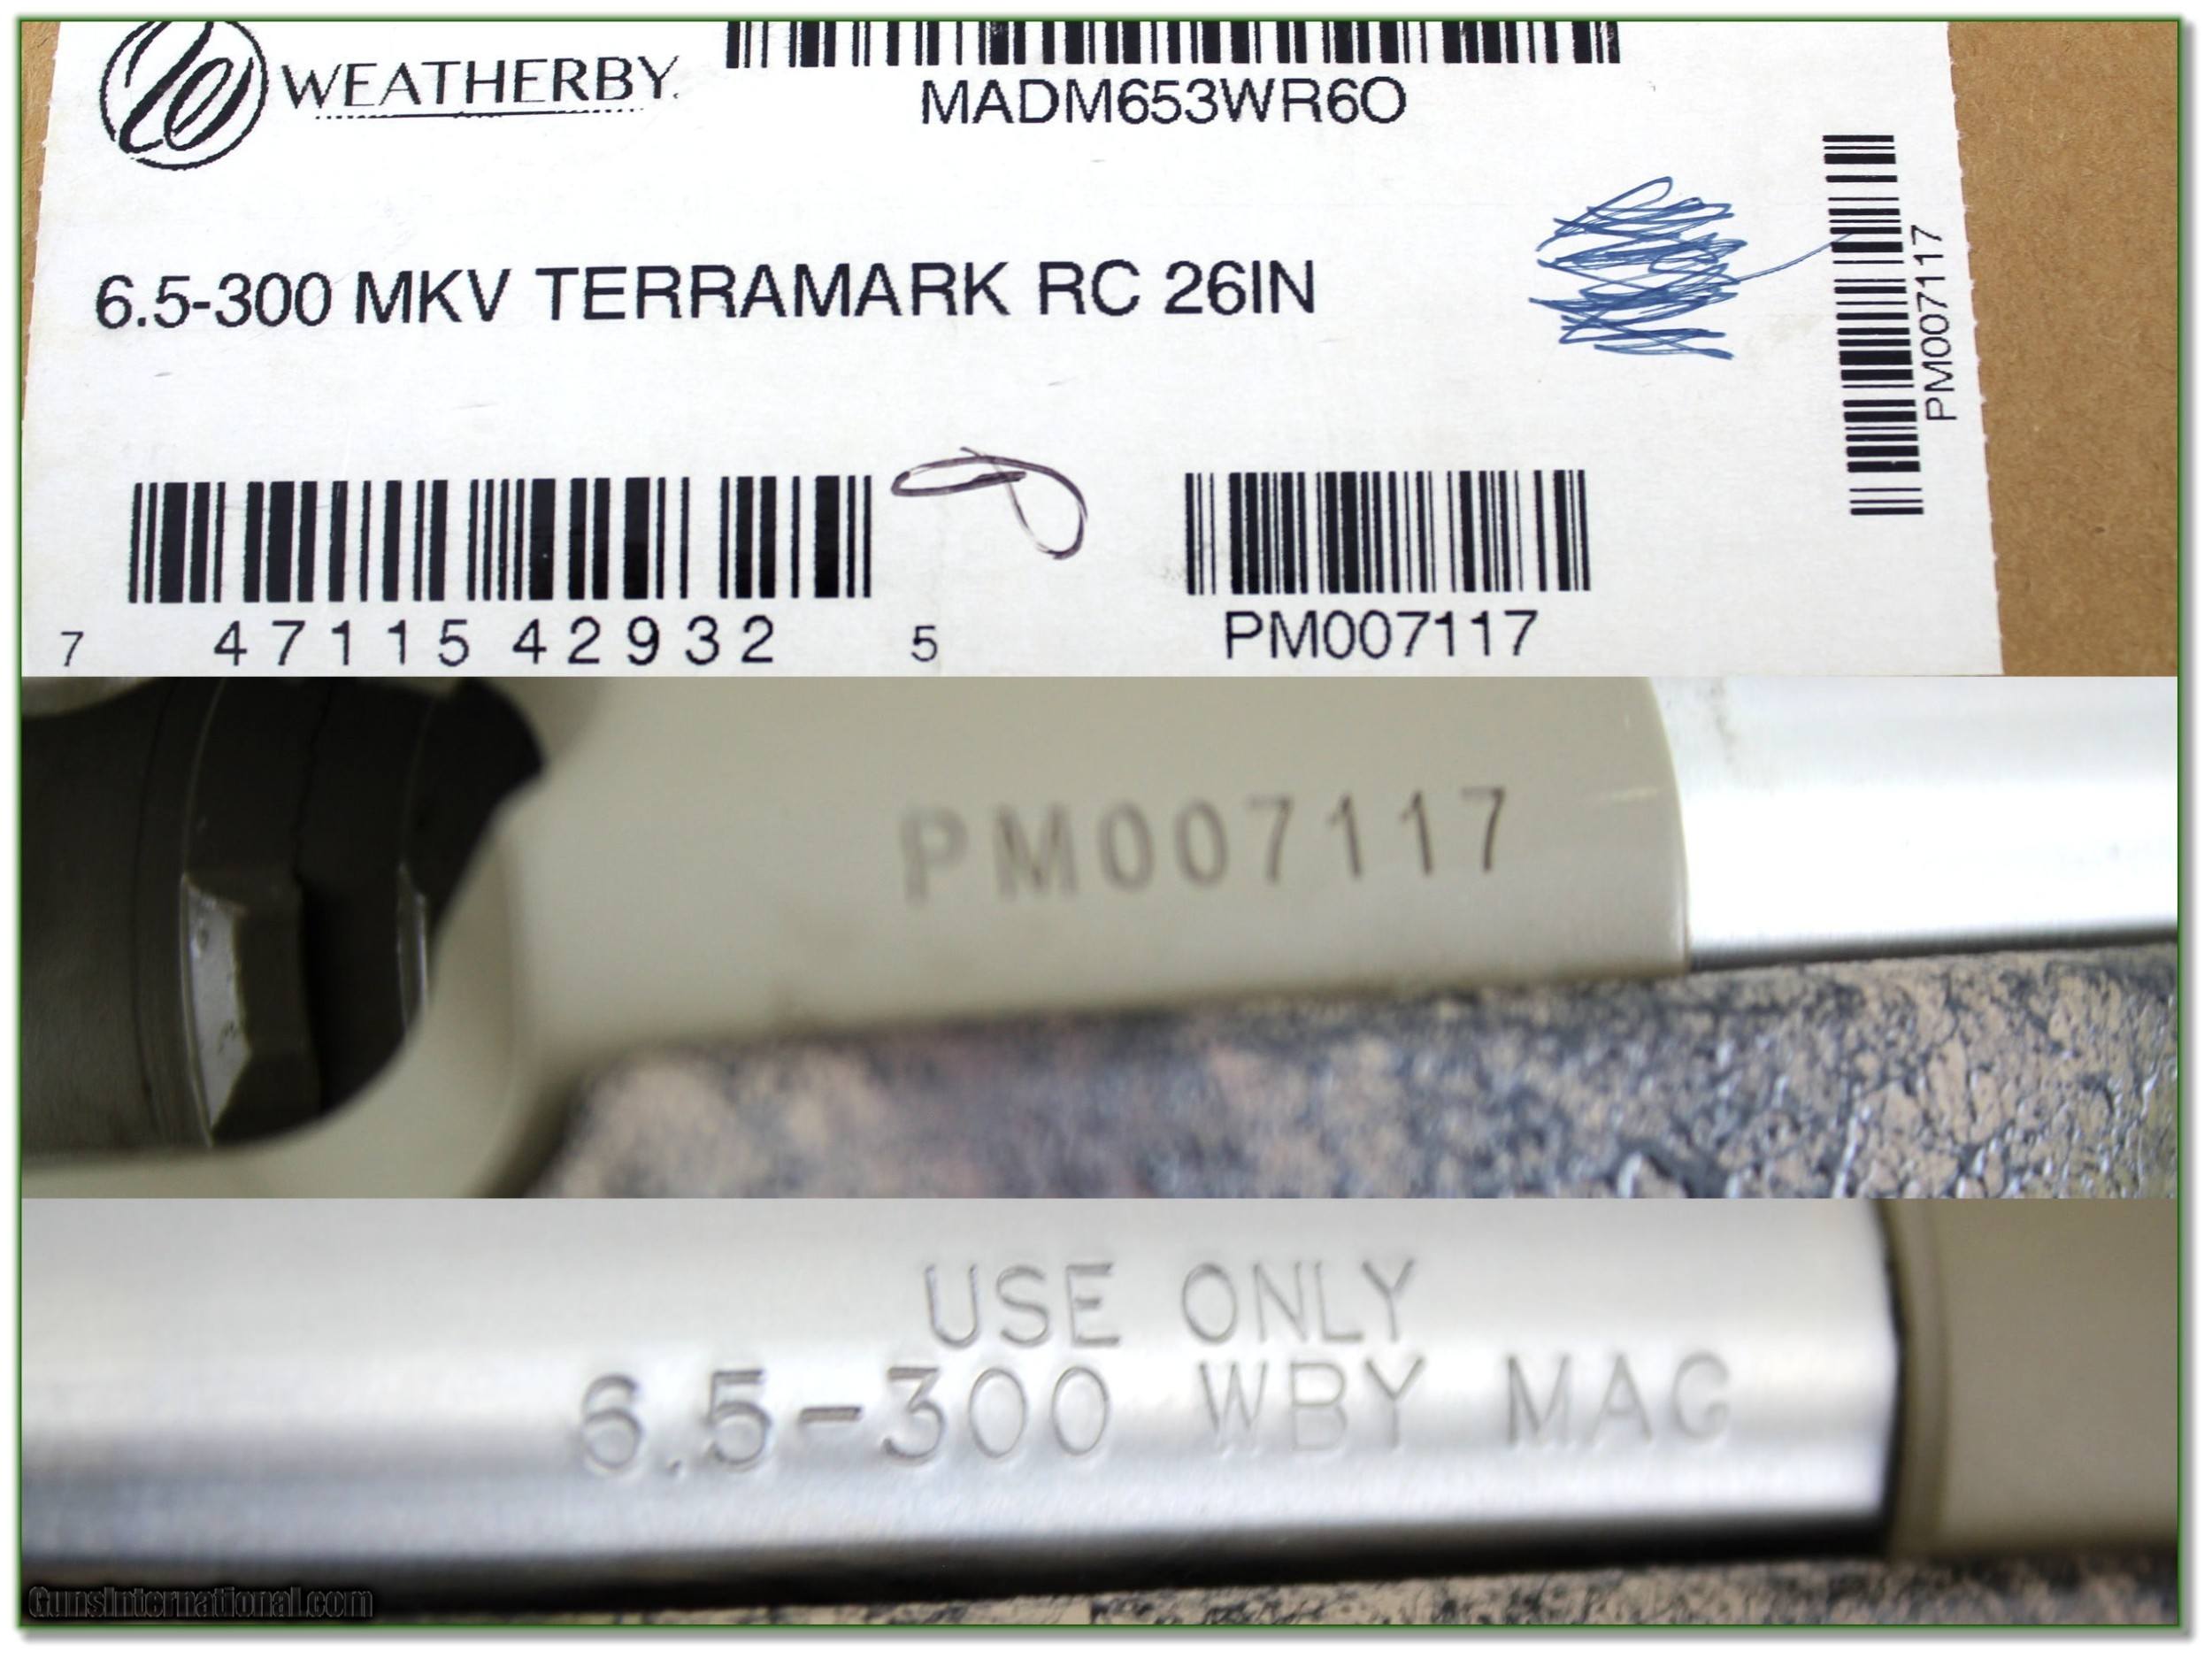 WEATHERBY
MADM653WR6O
6.5-300 MKV TERRAMARK RC 26IN
PM007117
7 47115 42932 5
PM007117
PM007117
USE ONLY
6.5-300 WBY MAG
GunsInternational.com